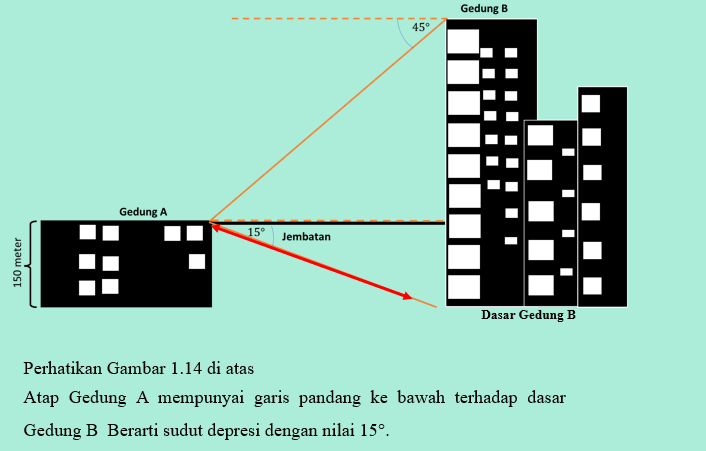 Gedung B
45°
Gedung A
15°
Jembatan
150 meter
Dasar Gedung B
Perhatikan Gambar 1.14 di atas
Atap Gedung A mempunyai garis pandang ke bawah terhadap dasar
Gedung B Berarti sudut depresi dengan nilai 15°.